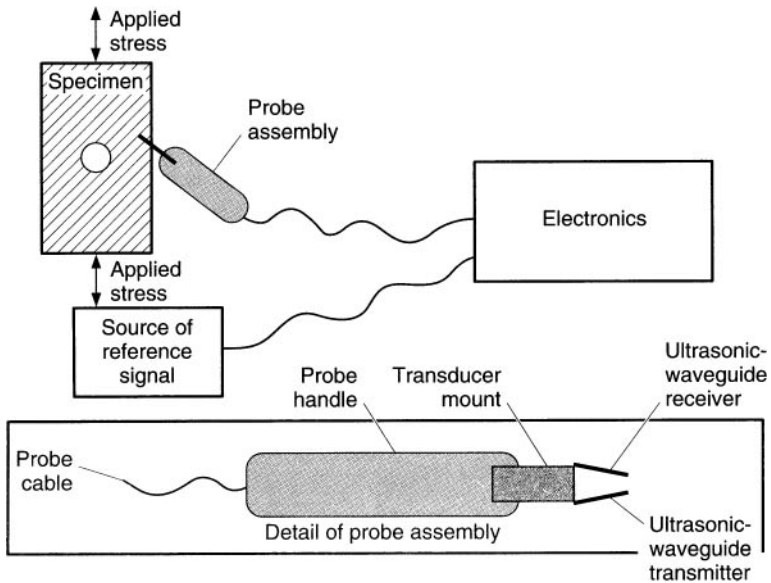 Applied
stress
Specimen
Probe
assembly
Electronics
Applied
stress
Source of
reference
signal
Probe
handle
Transducer
mount
Ultrasonic-
waveguide
receiver
Probe
cable
Detail of probe assembly
Ultrasonic-
waveguide
transmitter